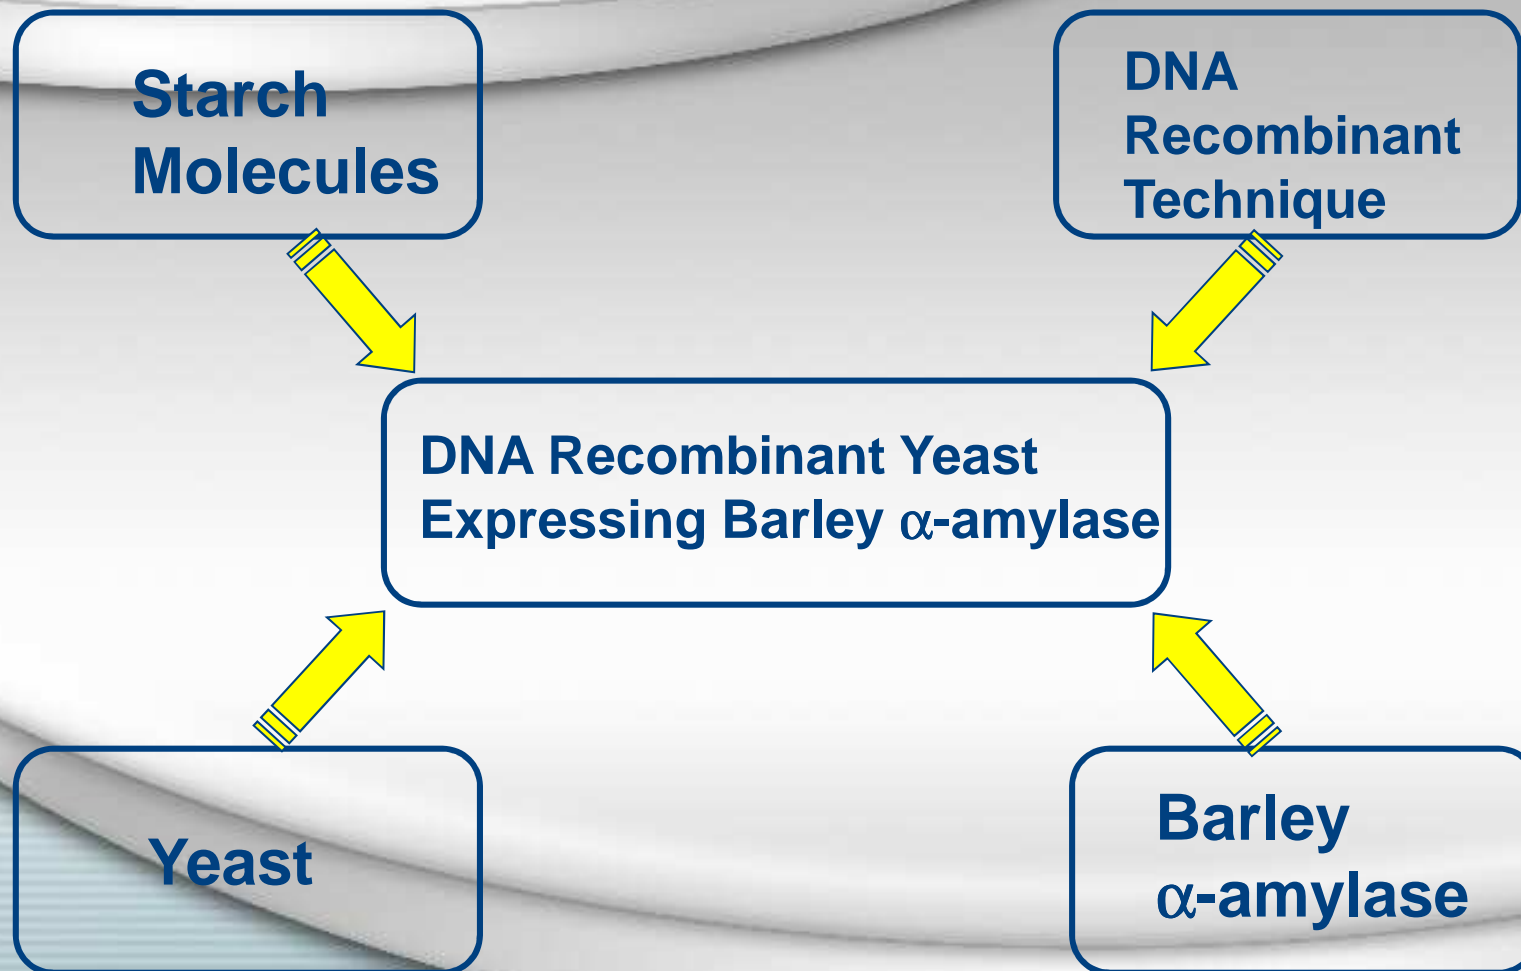 Starch
Molecules
DNA
Recombinant
Technique
DNA Recombinant Yeast
Expressing Barley α-amylase
Yeast
Barley
α-amylase